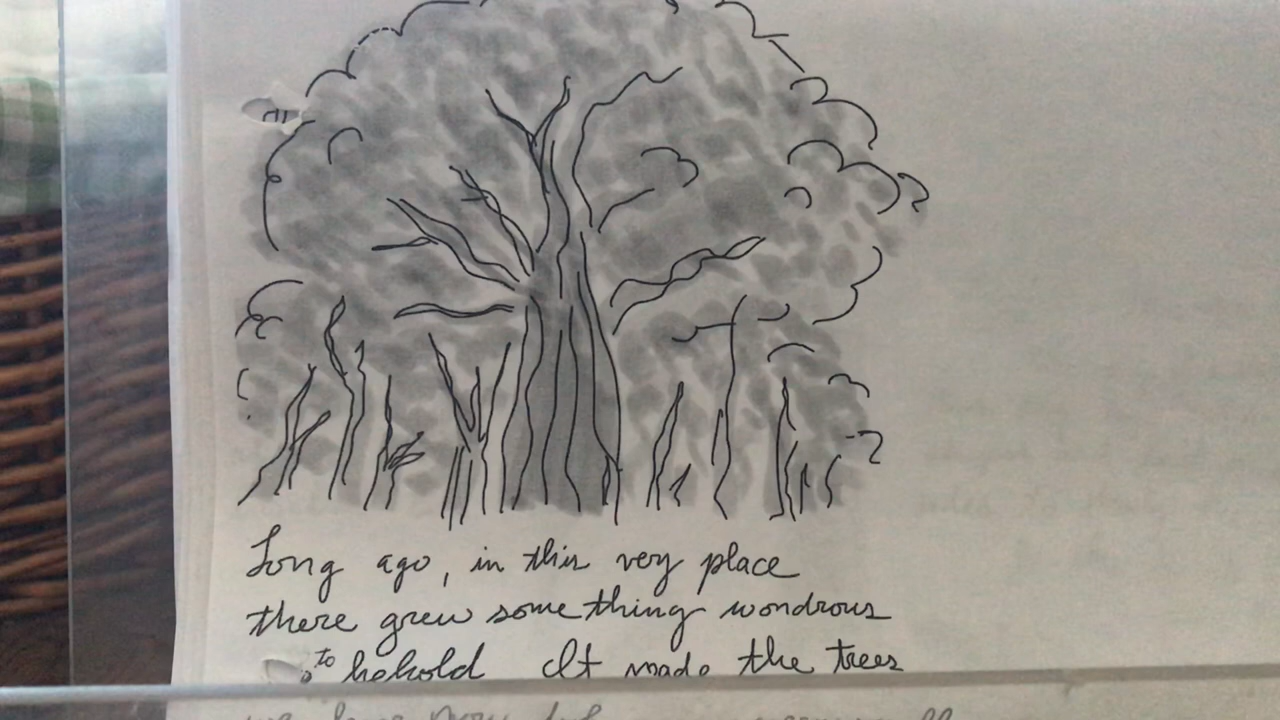 Long ago, in this very place
there grew something wondrous
to behold It made the trees